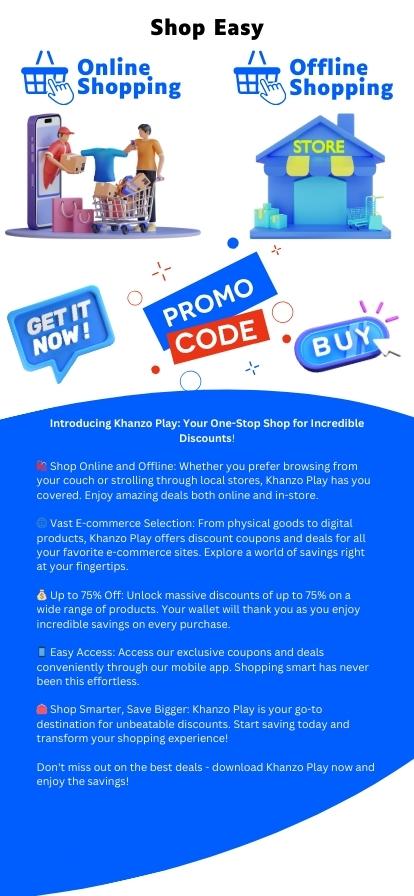 Shop Easy
Online
Shopping
Offline
Shopping
STORE
GET IT
NOW!
PROMO
CODE
BUY
Introducing Khanzo Play: Your One-Stop Shop for Incredible
Discounts!
🛍️ Shop Online and Offline: Whether you prefer browsing from
your couch or strolling through local stores, Khanzo Play has you
covered. Enjoy amazing deals both online and in-store.
🌐 Vast E-commerce Selection: From physical goods to digital
products, Khanzo Play offers discount coupons and deals for all
your favorite e-commerce sites. Explore a world of savings right
at your fingertips.
💰 Up to 75% Off: Unlock massive discounts of up to 75% on a
wide range of products. Your wallet will thank you as you enjoy
incredible savings on every purchase.
📱 Easy Access: Access our exclusive coupons and deals
conveniently through our mobile app. Shopping smart has never
been this effortless.
👛 Shop Smarter, Save Bigger: Khanzo Play is your go-to
destination for unbeatable discounts. Start saving today and
transform your shopping experience!
Don't miss out on the best deals - download Khanzo Play now and
enjoy the savings!